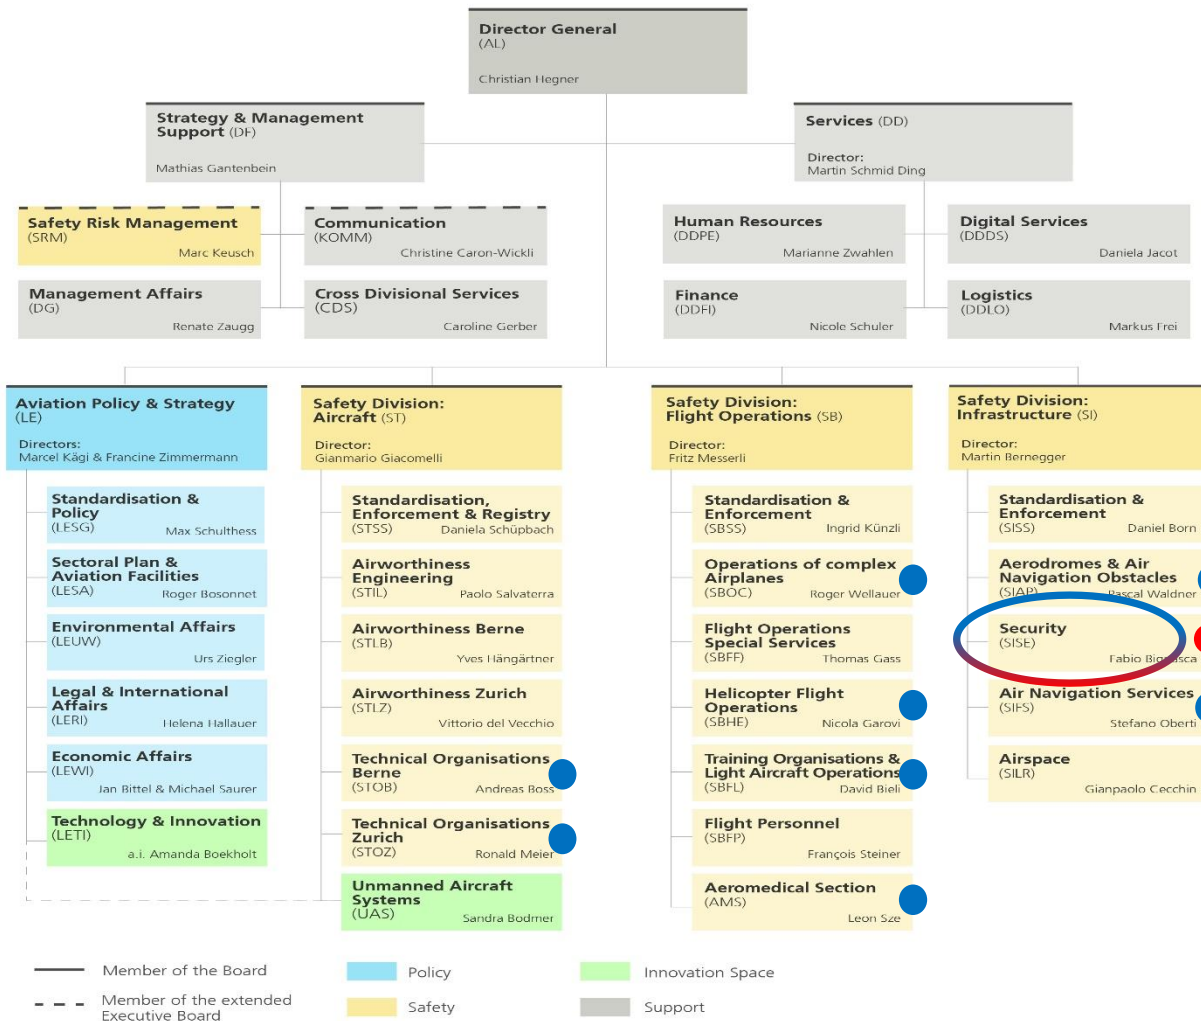 Director General
(AL)
Christian Hegner
Strategy & Management
Support (DF)
Mathias Gantenbein
Services (DD)
Director:
Martin Schmid Ding
Safety Risk Management
(SRM)
Marc Keusch
Communication
(KOMM)
Christine Caron-Wickli
Human Resources
(DDPE)
Marianne Zwahlen
Digital Services
(DDDS)
Daniela Jacot
Management Affairs
(DG)
Renate Zaugg
Cross Divisional Services
(CDS)
Caroline Gerber
Finance
(DDFI)
Nicole Schuler
Logistics
(DDLO)
Markus Frei
Aviation Policy & Strategy
(LE)
Directors:
Marcel Kägi & Francine Zimmermann
Standardisation &
Policy
(LESG) Max Schulthess
Sectoral Plan &
Aviation Facilities
(LESA) Roger Bosonnet
Environmental Affairs
(LEUW)
Urs Ziegler
Legal & International
Affairs
(LERI) Helena Hallauer
Economic Affairs
(LEWI)
Jan Bittel & Michael Saurer
Technology & Innovation
(LETI)
a.i. Amanda Boekholt
Safety Division:
Aircraft (ST)
Director:
Gianmario Giacomelli
Standardisation,
Enforcement & Registry
(STSS) Daniela Schüpbach
Airworthiness
Engineering
(STIL) Paolo Salvaterra
Airworthiness Berne
(STLB)
Yves Hängärtner
Airworthiness Zurich
(STLZ)
Vittorio del Vecchio
Technical Organisations
Berne
(STOB) Andreas Boss
Technical Organisations
Zurich
(STOZ) Ronald Meier
Unmanned Aircraft
Systems
(UAS) Sandra Bodmer
Safety Division:
Flight Operations (SB)
Director:
Fritz Messerli
Standardisation &
Enforcement
(SBSS) Ingrid Künzli
Operations of complex
Airplanes
(SBOC) Roger Wellauer
Flight Operations
Special Services
(SBFF) Thomas Gass
Helicopter Flight
Operations
(SBHE) Nicola Garovi
Training Organisations &
Light Aircraft Operations
(SBFL) David Bieli
Flight Personnel
(SBFP)
François Steiner
Aeromedical Section
(AMS)
Leon Sze
Safety Division:
Infrastructure (SI)
Director:
Martin Bernegger
Standardisation &
Enforcement
(SISS) Daniel Born
Aerodromes & Air
Navigation Obstacles
(SIAP) Pascal Waldner
Security
(SISE)
Fabio
Air Navigation Services
(SIFS)
Stefano Oberti
Airspace
(SILR)
Gianpaolo Cecchin
Member of the Board
Member of the extended
Executive Board
Policy
Safety
Innovation Space
Support